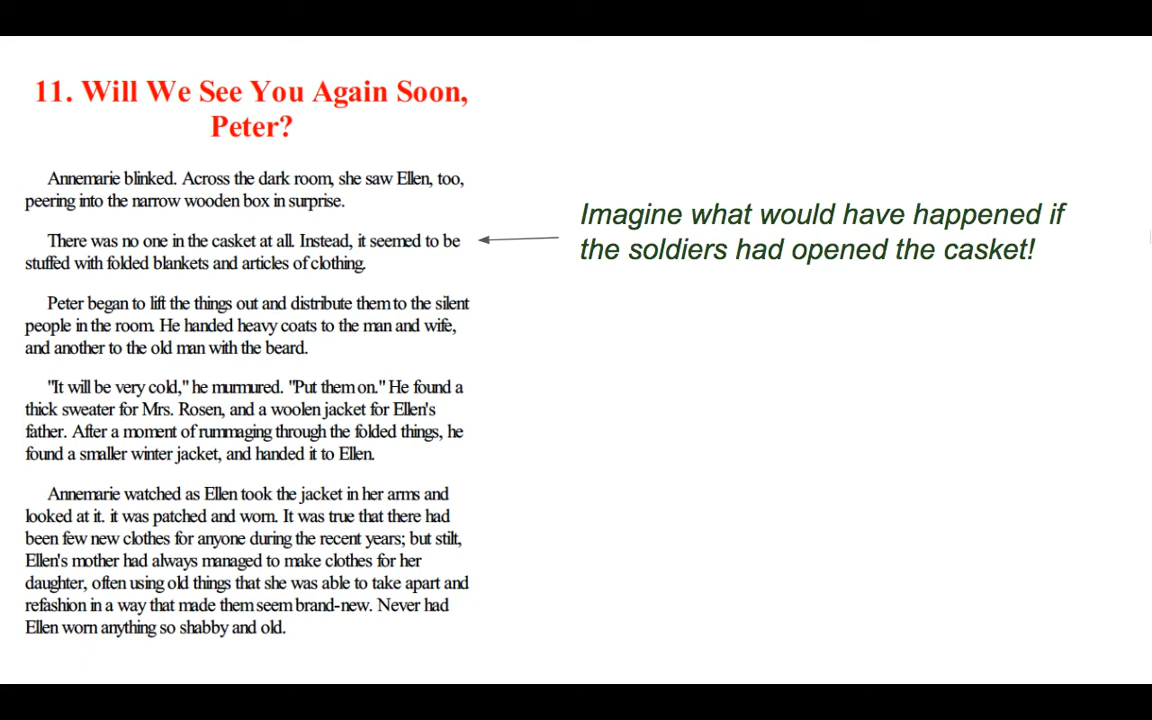 11. Will We See You Again Soon,
Peter?
Annemarie blinked. Across the dark room, she saw Ellen, too,
peering into the narrow wooden box in surprise.
There was no one in the casket at all. Instead, it seemed to be
stuffed with folded blankets and articles of clothing.
Imagine what would have happened if
the soldiers had opened the casket!
Peter began to lift the things out and distribute them to the silent
people in the room. He handed heavy coats to the man and wife,
and another to the old man with the beard.
"It will be very cold," he murmured. "Put them on." He found a
thick sweater for Mrs. Rosen, and a woolen jacket for Ellen's
father. After a moment of rummaging through the folded things, he
found a smaller winter jacket, and handed it to Ellen.
Annemarie watched as Ellen took the jacket in her arms and
looked at it. it was patched and worn. It was true that there had
been few new clothes for anyone during the recent years; but stilt,
Ellen's mother had always managed to make clothes for her
daughter, often using old things that she was able to take apart and
refashion in a way that made them seem brand-new. Never had
Ellen worn anything so shabby and old.